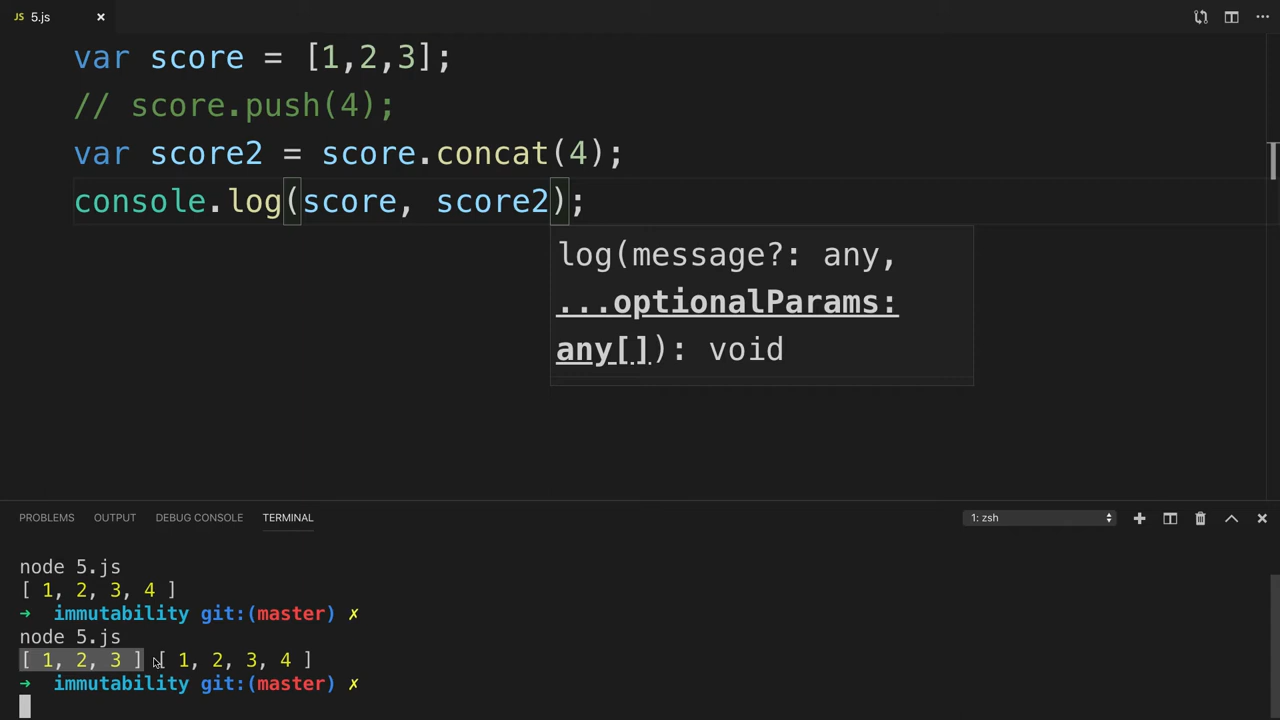 JS 5.js
var score = [1,2,3];
// score.push(4);
var score2 = score.concat(4);
console.log(score, score2);
log(message?: any,
...optionalParams:
any[]): void
PROBLEMS OUTPUT DEBUG CONSOLE TERMINAL 1: zsh
node 5.js
[ 1, 2, 3, 4 ]
➜ immutability git:(master) ✗
node 5.js
[ 1, 2, 3 ] [ 1, 2, 3, 4 ]
➜ immutability git:(master) ✗